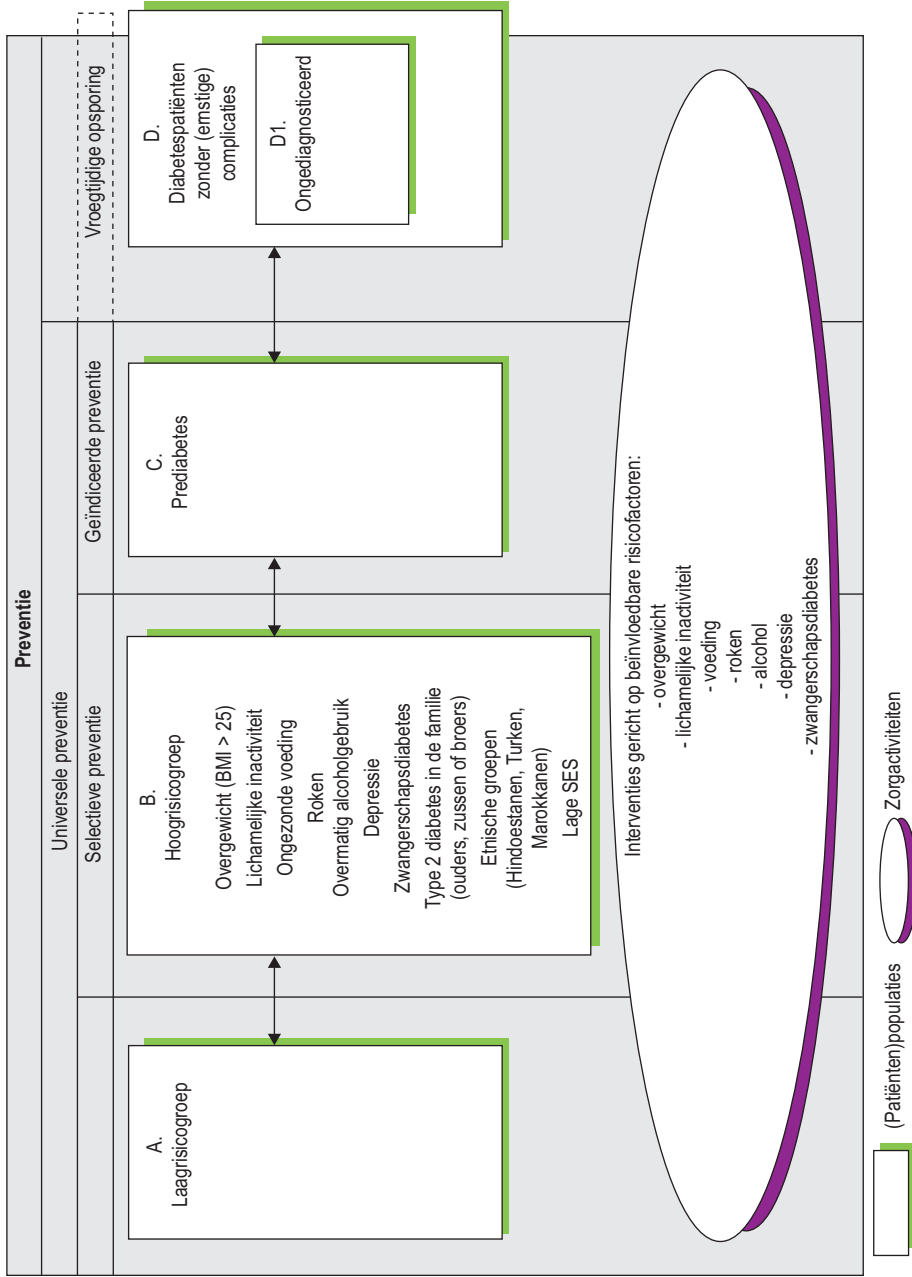 Preventie
Universele preventie
Selectieve preventie
Geïndiceerde preventie
Vroegtijdige opsporing
A.
Laagrisicogroep
B.
Hoogrisicogroep
Overgewicht (BMI > 25)
Lichamelijke inactiviteit
Ongezonde voeding
Roken
Overmatig alcoholgebruik
Depressie
Zwangerschapsdiabetes
Type 2 diabetes in de familie
(ouders, zussen of broers)
Etnische groepen
(Hindoestanen, Turken,
Marokkanen)
Lage SES
C.
Prediabetes
D.
Diabetespatiënten
zonder (ernstige)
complicaties
D1.
Ongediagnosticeerd
Interventies gericht op beïnvloedbare risicofactoren:
- overgewicht
- lichamelijke inactiviteit
- voeding
- roken
- alcohol
- depressie
- zwangerschapsdiabetes
(Patiënten)populaties
Zorgactiviteiten